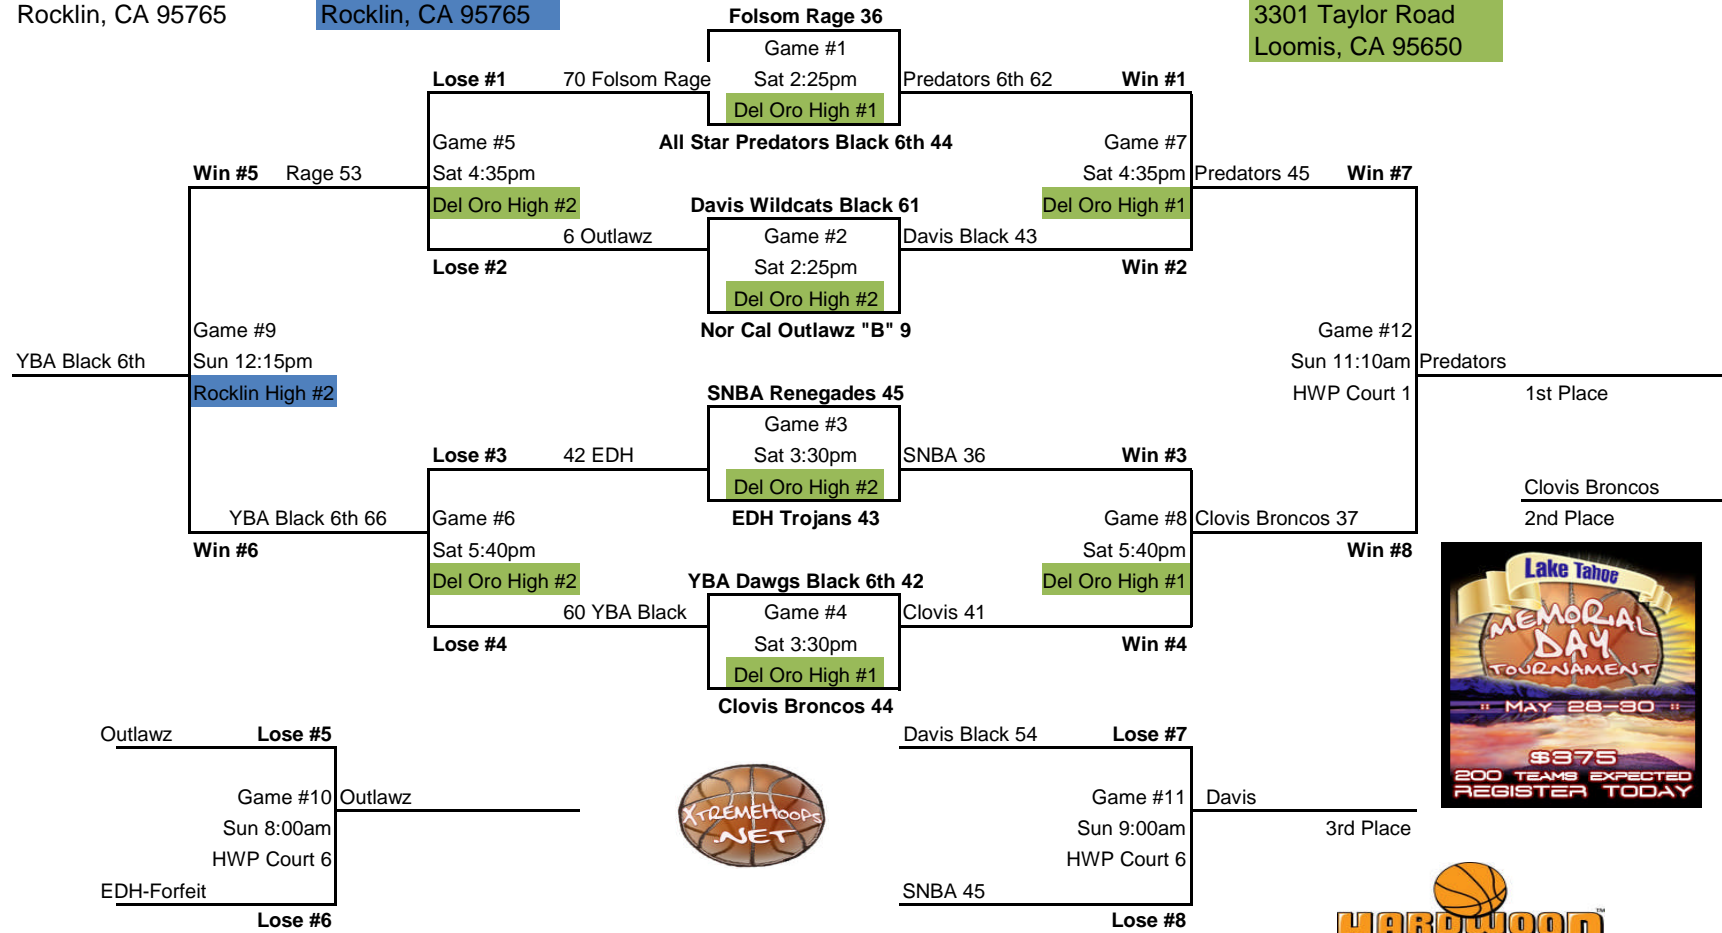 Rocklin, CA 95765
Rocklin, CA 95765
Folsom Rage 36
3301 Taylor Road
Loomis, CA 95650
Game #1
Lose #1 70 Folsom Rage Sat 2:25pm Predators 6th 62 Win #1
Del Oro High #1
Game #5 All Star Predators Black 6th 44 Game #7
Win #5 Rage 53 Sat 4:35pm Sat 4:35pm Predators 45 Win #7
Del Oro High #2 Davis Wildcats Black 61 Del Oro High #1
6 Outlawz Game #2 Davis Black 43
Lose #2 Sat 2:25pm Win #2
Del Oro High #2
Game #9 Nor Cal Outlawz "B" 9 Game #12
YBA Black 6th Sun 12:15pm Sun 11:10am Predators
Rocklin High #2 SNBA Renegades 45 HWP Court 1 1st Place
Game #3
Lose #3 42 EDH Sat 3:30pm SNBA 36 Win #3
Del Oro High #2 Clovis Broncos
YBA Black 6th 66 Game #6 EDH Trojans 43 Game #8 Clovis Broncos 37 2nd Place
Win #6 Sat 5:40pm Sat 5:40pm Win #8
Del Oro High #2 YBA Dawgs Black 6th 42 Del Oro High #1
60 YBA Black Game #4 Clovis 41
Lose #4 Sat 3:30pm Win #4
Del Oro High #1
Clovis Broncos 44
Lake Tahoe
MEMORIAL
DAY
TOURNAMENT
MAY 28-30
$375
200 TEAMS EXPECTED
REGISTER TODAY
Outlawz Lose #5 Davis Black 54 Lose #7
Game #10 Outlawz Game #11 Davis
Sun 8:00am Sun 9:00am 3rd Place
HWP Court 6 HWP Court 6
EDH-Forfeit SNBA 45
Lose #6 Lose #8
XTREMEHOOPS
.NET
HARDWOOD™